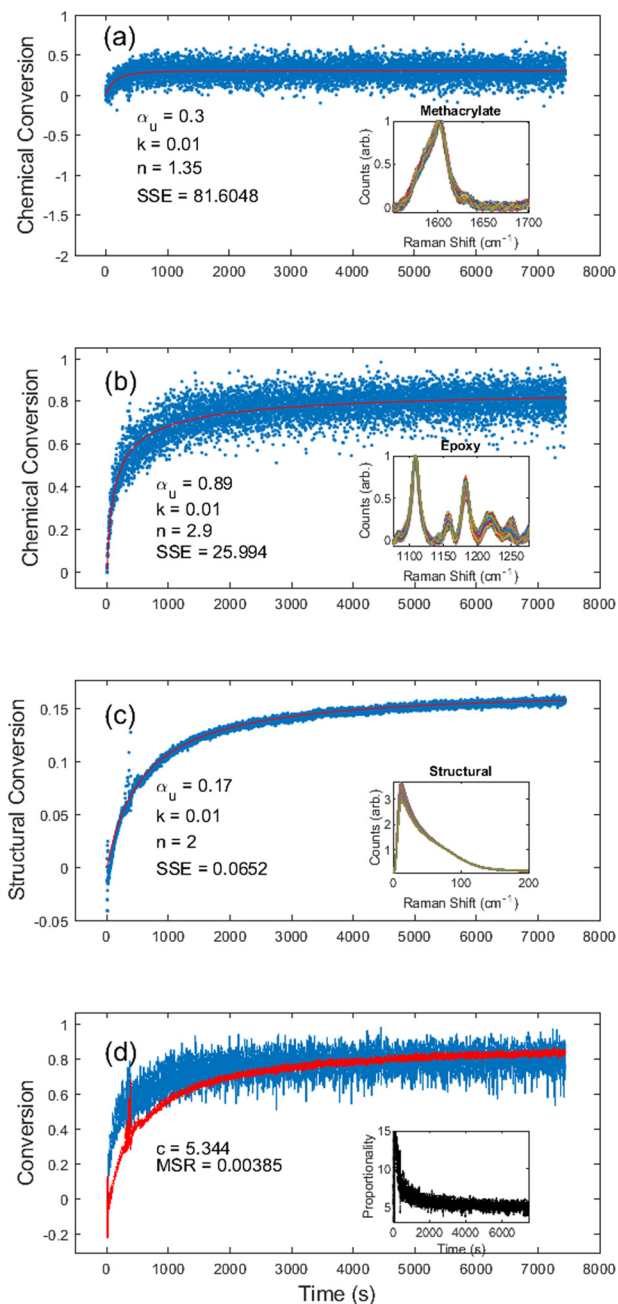 (a)
Chemical Conversion
1
0.5
0
-0.5
-1
-1.5
-2
α_u = 0.3
k = 0.01
n = 1.35
SSE = 81.6048
Methacrylate
Counts (arb.)
1
0.5
0
1600 1650 1700
Raman Shift (cm⁻¹)
0 1000 2000 3000 4000 5000 6000 7000 8000
(b)
Chemical Conversion
1
0.8
0.6
0.4
0.2
0
α_u = 0.89
k = 0.01
n = 2.9
SSE = 25.994
Epoxy
Counts (arb.)
1
0.5
0
1100 1150 1200 1250
Raman Shift (cm⁻¹)
0 1000 2000 3000 4000 5000 6000 7000 8000
(c)
Structural Conversion
0.15
0.1
0.05
0
-0.05
α_u = 0.17
k = 0.01
n = 2
SSE = 0.0652
Structural
Counts (arb.)
3
2
1
0 100 200
Raman Shift (cm⁻¹)
0 1000 2000 3000 4000 5000 6000 7000 8000
(d)
Conversion
1
0.8
0.6
0.4
0.2
0
-0.2
c = 5.344
MSR = 0.00385
Proportionality
15
10
5
0 2000 4000 6000
Time (s)
0 1000 2000 3000 4000 5000 6000 7000 8000
Time (s)